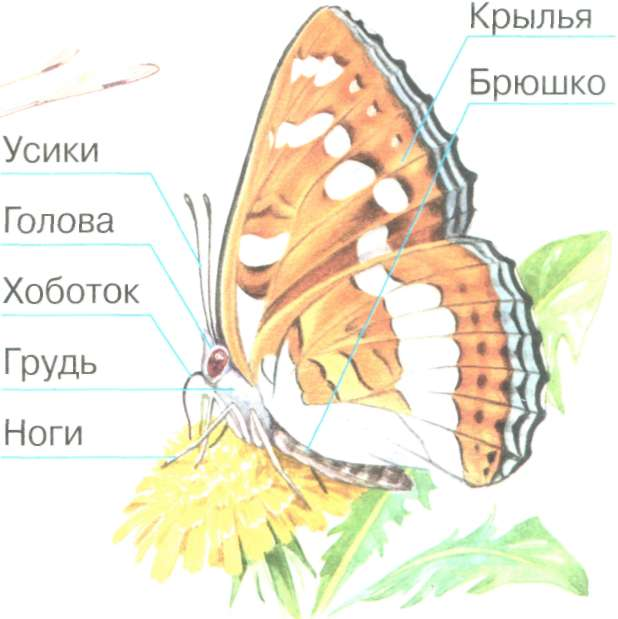 Крылья
Брюшко
Усики
Голова
Хоботок
Грудь
Ноги